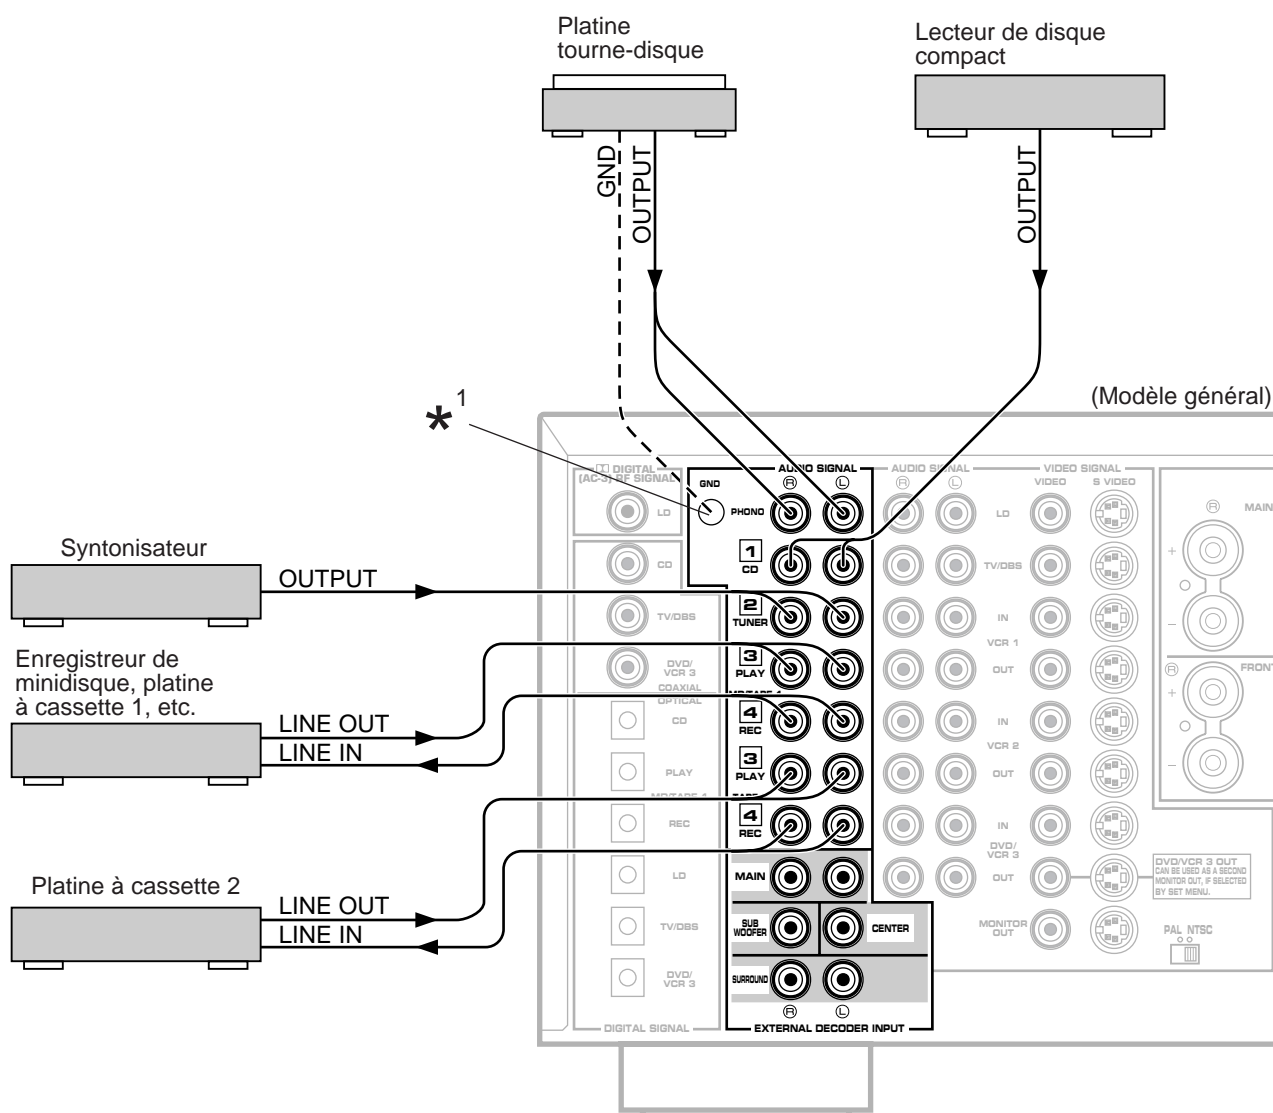 Platine
tourne-disque
Lecteur de disque
compact
GND
OUTPUT
OUTPUT
(Modèle général)
*1
DIGITAL
(AC-3) RF SIGNAL
LD
CD
TV/DBS
DVD/
VCR 3
COAXIAL
OPTICAL
CD
PLAY
MD/TAPE 1
REC
LD
TV/DBS
DVD/
VCR 3
DIGITAL SIGNAL
AUDIO SIGNAL
R
L
GND
PHONO
1
CD
2
TUNER
3
PLAY
MD/TAPE 1
4
REC
3
PLAY
4
REC
MAIN
SUB
WOOFER
CENTER
SURROUND
R
L
EXTERNAL DECODER INPUT
AUDIO SIGNAL
R
L
VIDEO SIGNAL
VIDEO
S VIDEO
LD
TV/DBS
IN
VCR 1
OUT
IN
VCR 2
OUT
IN
DVD/
VCR 3
OUT
MONITOR
OUT
DVD/VCR 3 OUT
CAN BE USED AS A SECOND
MONITOR OUT, IF SELECTED
BY SET MENU.
PAL NTSC
R
MAIN
+
–
R
FRONT
+
–
Syntonisateur
OUTPUT
Enregistreur de
minidisque, platine
à cassette 1, etc.
LINE OUT
LINE IN
Platine à cassette 2
LINE OUT
LINE IN